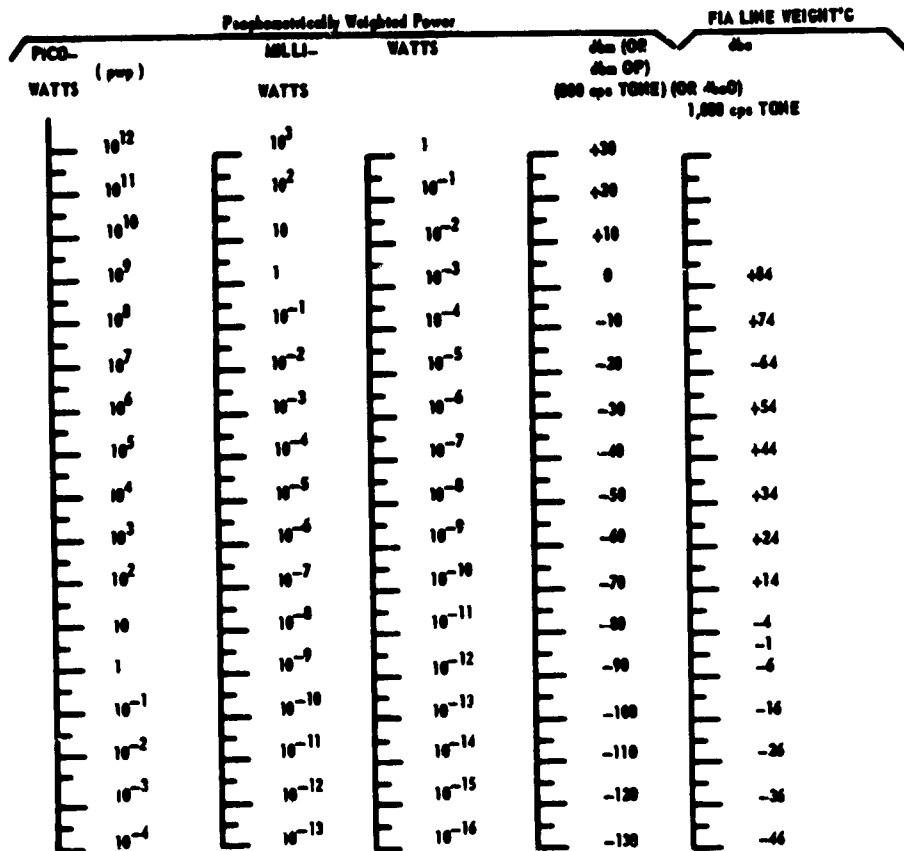 Psophometrically Weighted Power FIA LINE WEIGHT'G
PICO- (pwp) MILLI- WATTS dbm (OR dba
dbm OP)
WATTS WATTS (800 cps TONE) (OR dbaO)
1,000 cps TONE
10^12 10^3 1 +30
10^11 10^2 10^-1 +20
10^10 10 10^-2 +10
10^9 1 10^-3 0 +84
10^8 10^-1 10^-4 -10 +74
10^7 10^-2 10^-5 -20 -64
10^6 10^-3 10^-6 -30 +54
10^5 10^-4 10^-7 -40 +44
10^4 10^-5 10^-8 -50 +34
10^3 10^-6 10^-9 -60 +24
10^2 10^-7 10^-10 -70 +14
10 10^-8 10^-11 -80 -4
-1
1 10^-9 10^-12 -90 -6
10^-1 10^-10 10^-13 -100 -16
10^-2 10^-11 10^-14 -110 -26
10^-3 10^-12 10^-15 -120 -36
10^-4 10^-13 10^-16 -130 -46